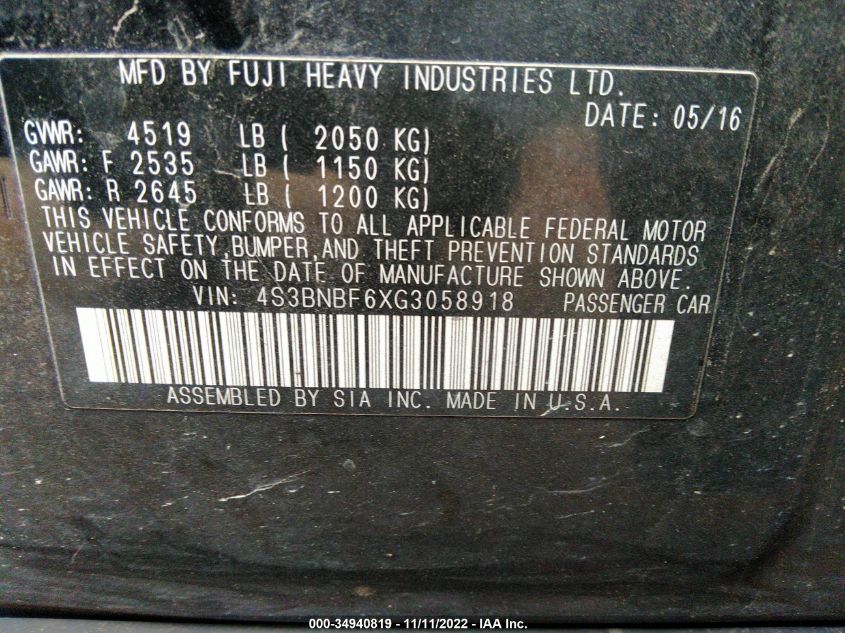 MFD BY FUJI HEAVY INDUSTRIES LTD.
DATE: 05/16
GVWR: 4519 LB ( 2050 KG)
GAWR: F 2535 LB ( 1150 KG)
GAWR: R 2645 LB ( 1200 KG)
THIS VEHICLE CONFORMS TO ALL APPLICABLE FEDERAL MOTOR
VEHICLE SAFETY, BUMPER, AND THEFT PREVENTION STANDARDS
IN EFFECT ON THE DATE OF MANUFACTURE SHOWN ABOVE.
VIN: 4S3BNBF6XG3058918 PASSENGER CAR
ASSEMBLED BY SIA INC. MADE IN U.S.A.
000-34940819 - 11/11/2022 - IAA Inc.